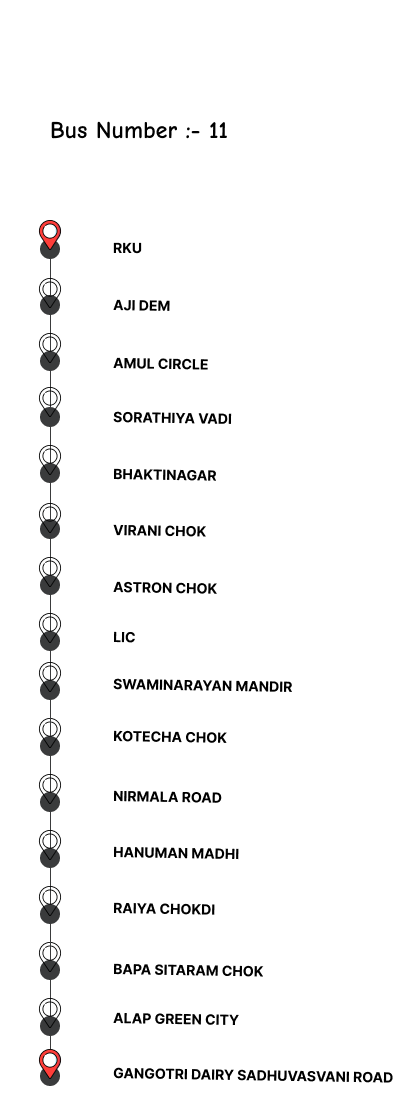 Bus Number :- 11
RKU
AJI DEM
AMUL CIRCLE
SORATHIYA VADI
BHAKTINAGAR
VIRANI CHOK
ASTRON CHOK
LIC
SWAMINARAYAN MANDIR
KOTECHA CHOK
NIRMALA ROAD
HANUMAN MADHI
RAIYA CHOKDI
BAPA SITARAM CHOK
ALAP GREEN CITY
GANGOTRI DAIRY SADHUVASVANI ROAD